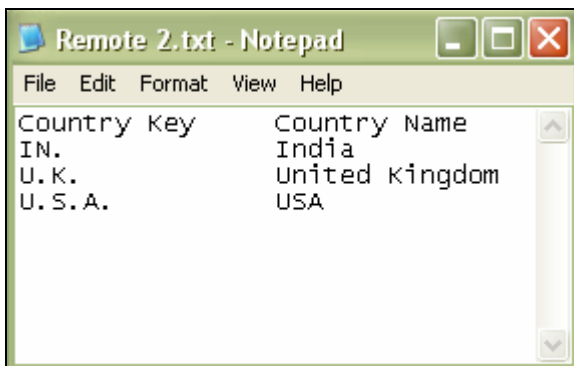 Remote 2.txt - Notepad
File Edit Format View Help
Country Key Country Name
IN. India
U.K. United Kingdom
U.S.A. USA